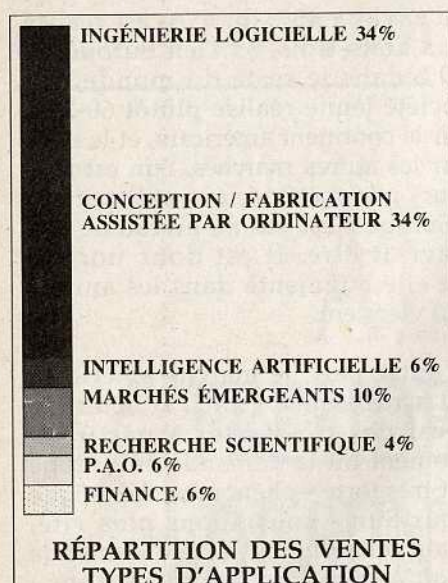 INGÉNIERIE LOGICIELLE 34%
CONCEPTION / FABRICATION
ASSISTÉE PAR ORDINATEUR 34%
INTELLIGENCE ARTIFICIELLE 6%
MARCHÉS ÉMERGEANTS 10%
RECHERCHE SCIENTIFIQUE 4%
P.A.O. 6%
FINANCE 6%
RÉPARTITION DES VENTES
TYPES D'APPLICATION